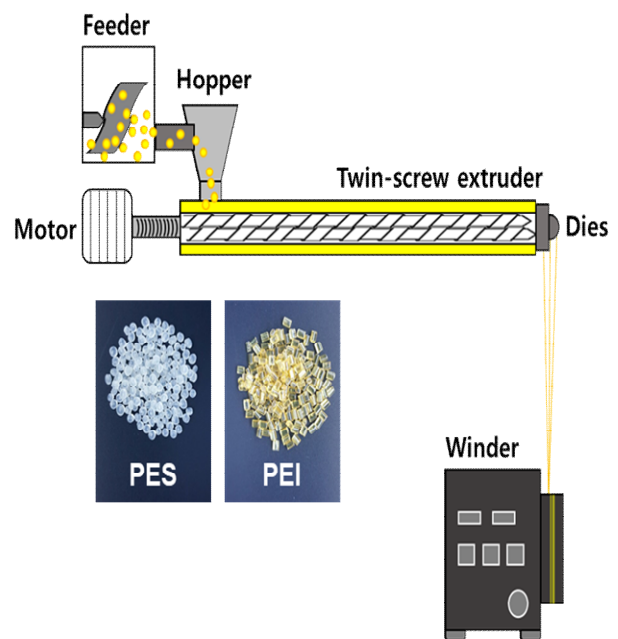 Feeder
Hopper
Twin-screw extruder
Motor
Dies
PES
PEI
Winder